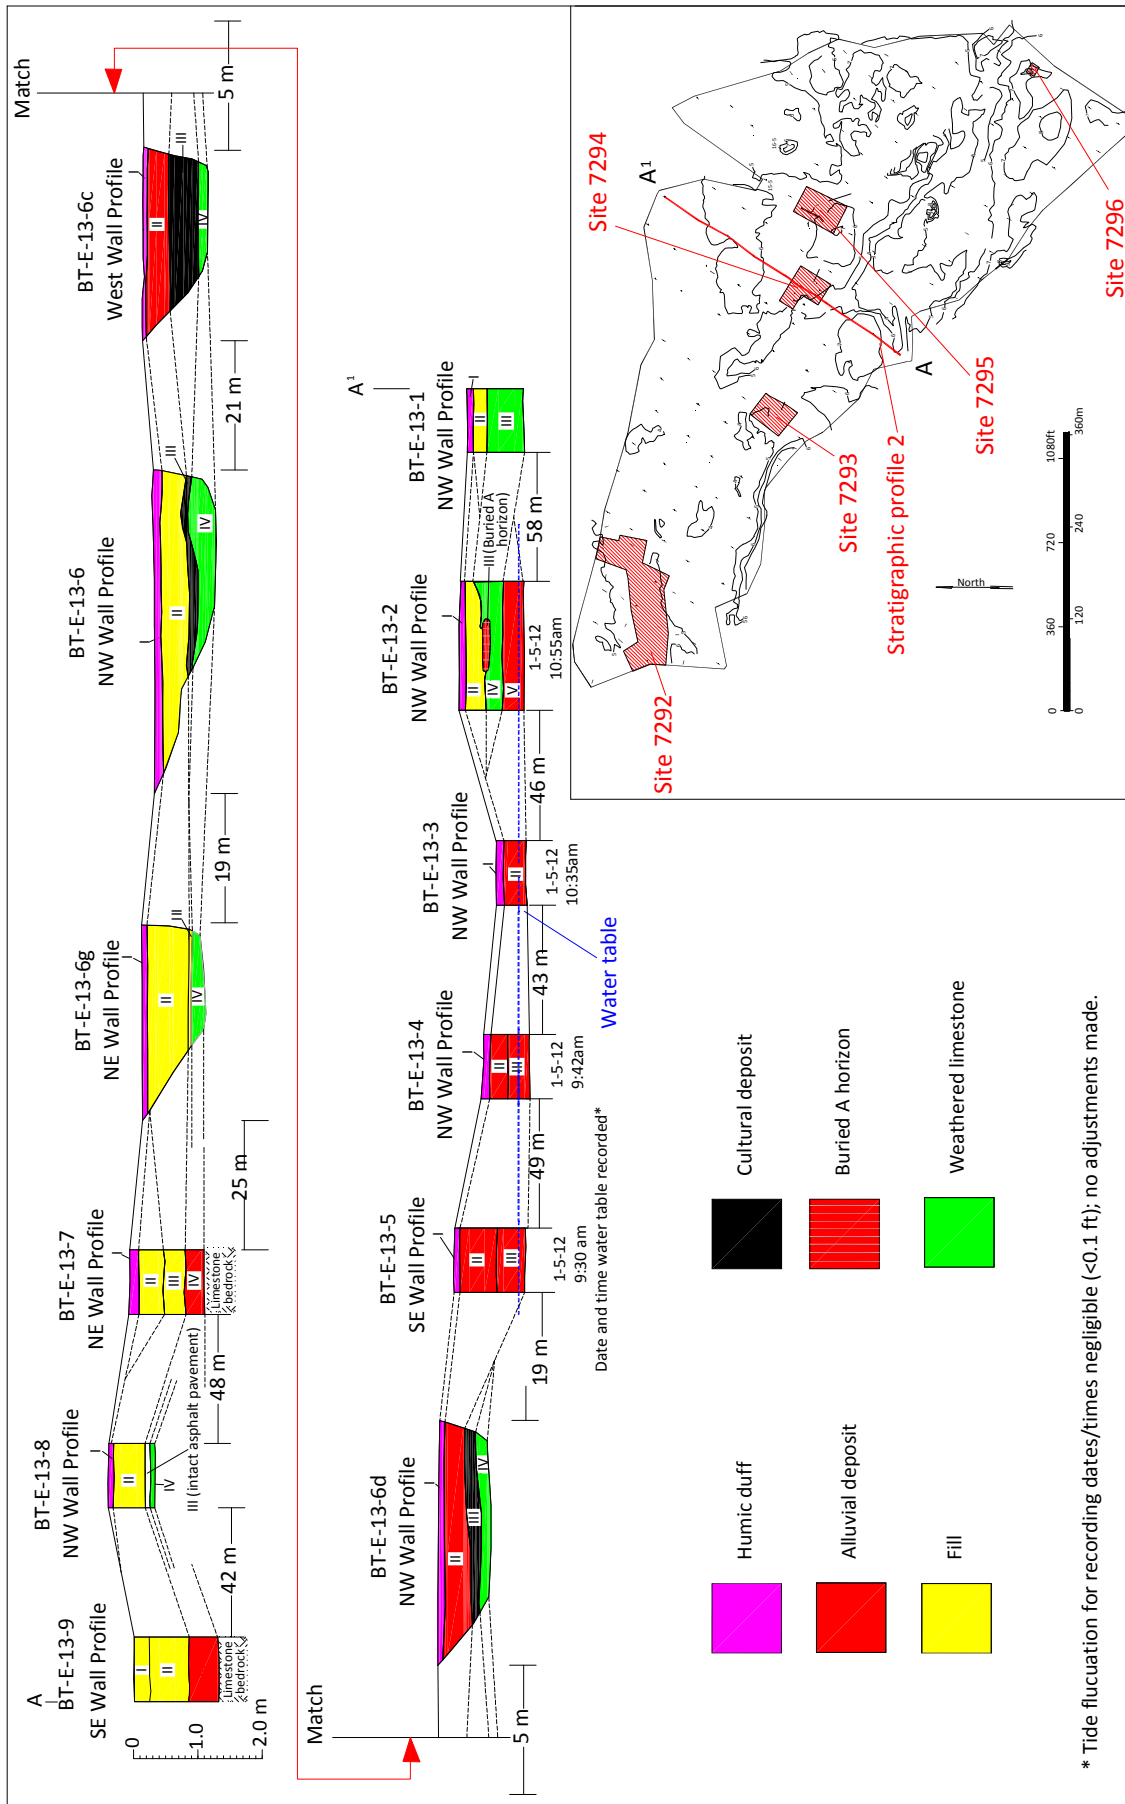 A
BT-E-13-9
SE Wall Profile
I
II
Limestone
bedrock
0
1.0
2.0 m
42 m
BT-E-13-8
NW Wall Profile
I
II
III (intact asphalt pavement)
IV
48 m
BT-E-13-7
NE Wall Profile
I
II
III
IV
Limestone
bedrock
25 m
BT-E-13-6g
NE Wall Profile
I
II
III
IV
19 m
BT-E-13-6
NW Wall Profile
I
II
III
IV
21 m
BT-E-13-6c
West Wall Profile
I
II
III
IV
5 m
Match
Match
5 m
BT-E-13-6d
NW Wall Profile
I
II
III
IV
19 m
BT-E-13-5
SE Wall Profile
I
II
III
1-5-12
9:30 am
Date and time water table recorded*
49 m
BT-E-13-4
NW Wall Profile
I
II
III
1-5-12
9:42am
43 m
Water table
BT-E-13-3
NW Wall Profile
I
II
1-5-12
10:35am
46 m
BT-E-13-2
NW Wall Profile
I
II
III (Buried A
horizon)
IV
V
1-5-12
10:55am
58 m
A1
BT-E-13-1
NW Wall Profile
I
II
III
Humic duff
Alluvial deposit
Fill
Cultural deposit
Buried A horizon
Weathered limestone
* Tide flucuation for recording dates/times negligible (<0.1 ft); no adjustments made.
Site 7292
Site 7293
Stratigraphic profile 2
Site 7295
Site 7294
Site 7296
A
A1
North
0 360 720 1080ft
0 120 240 360m